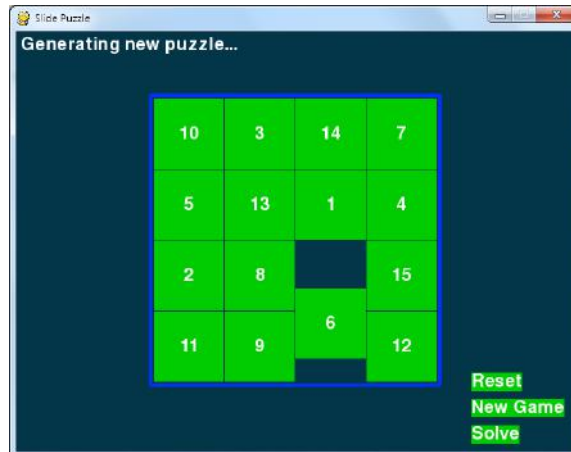 Slide Puzzle
Generating new puzzle...
10 3 14 7
5 13 1 4
2 8 15
6
11 9 12
Reset
New Game
Solve